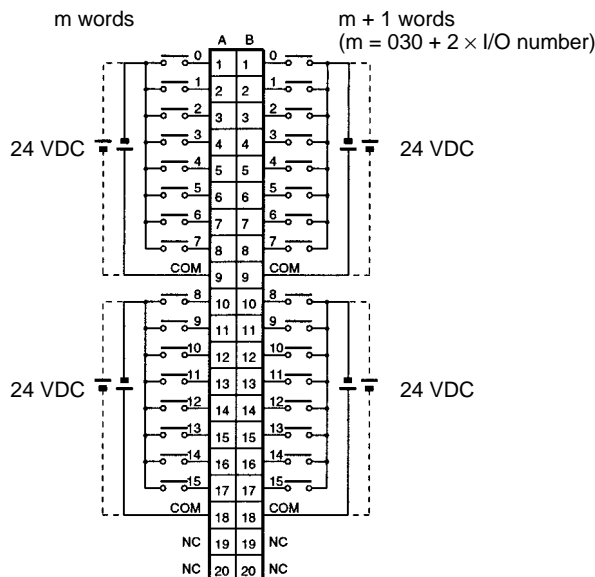 m words
m + 1 words
(m = 030 + 2 × I/O number)
A B
0 1 1 0
1 2 2 1
2 3 3 2
3 4 4 3
24 VDC 24 VDC
4 5 5 4
5 6 6 5
6 7 7 6
7 8 8 7
COM 9 9 COM
8 10 10 8
9 11 11 9
10 12 12 10
11 13 13 11
24 VDC 24 VDC
12 14 14 12
13 15 15 13
14 16 16 14
15 17 17 15
COM 18 18 COM
NC 19 19 NC
NC 20 20 NC